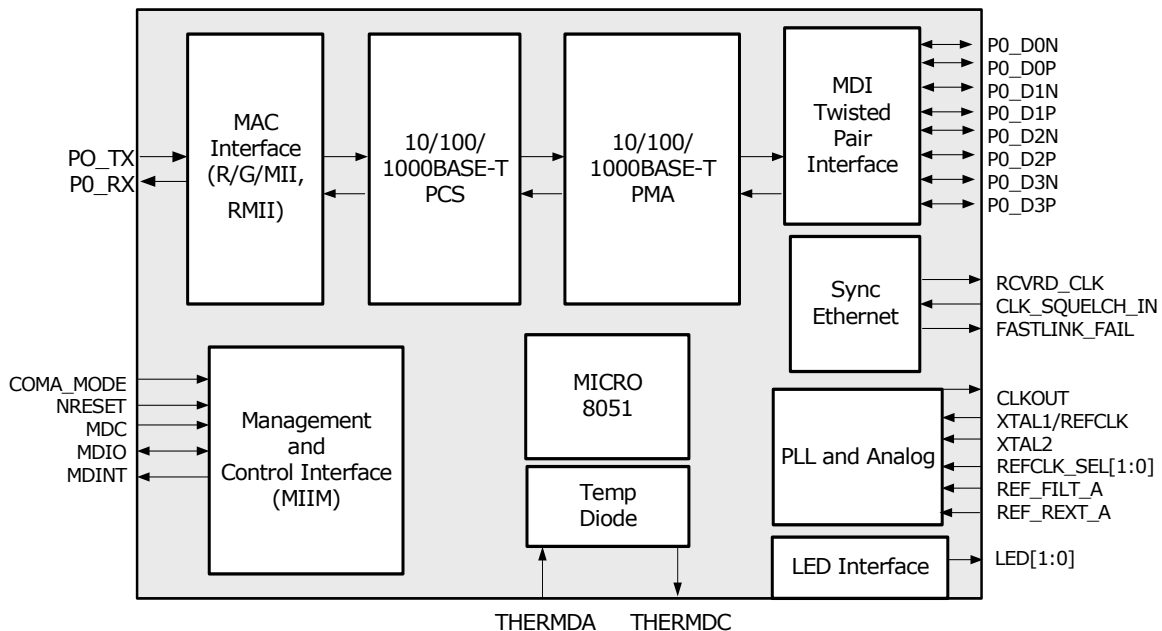 MAC
Interface
(R/G/MII,
RMII)
10/100/
1000BASE-T
PCS
10/100/
1000BASE-T
PMA
MDI
Twisted
Pair
Interface
P0_D0N
P0_D0P
P0_D1N
P0_D1P
P0_D2N
P0_D2P
P0_D3N
P0_D3P
PO_TX
P0_RX
Sync
Ethernet
RCVRD_CLK
CLK_SQUELCH_IN
FASTLINK_FAIL
COMA_MODE
NRESET
MDC
MDIO
MDINT
Management
and
Control Interface
(MIIM)
MICRO
8051
Temp
Diode
PLL and Analog
CLKOUT
XTAL1/REFCLK
XTAL2
REFCLK_SEL[1:0]
REF_FILT_A
REF_REXT_A
LED Interface
LED[1:0]
THERMDA
THERMDC